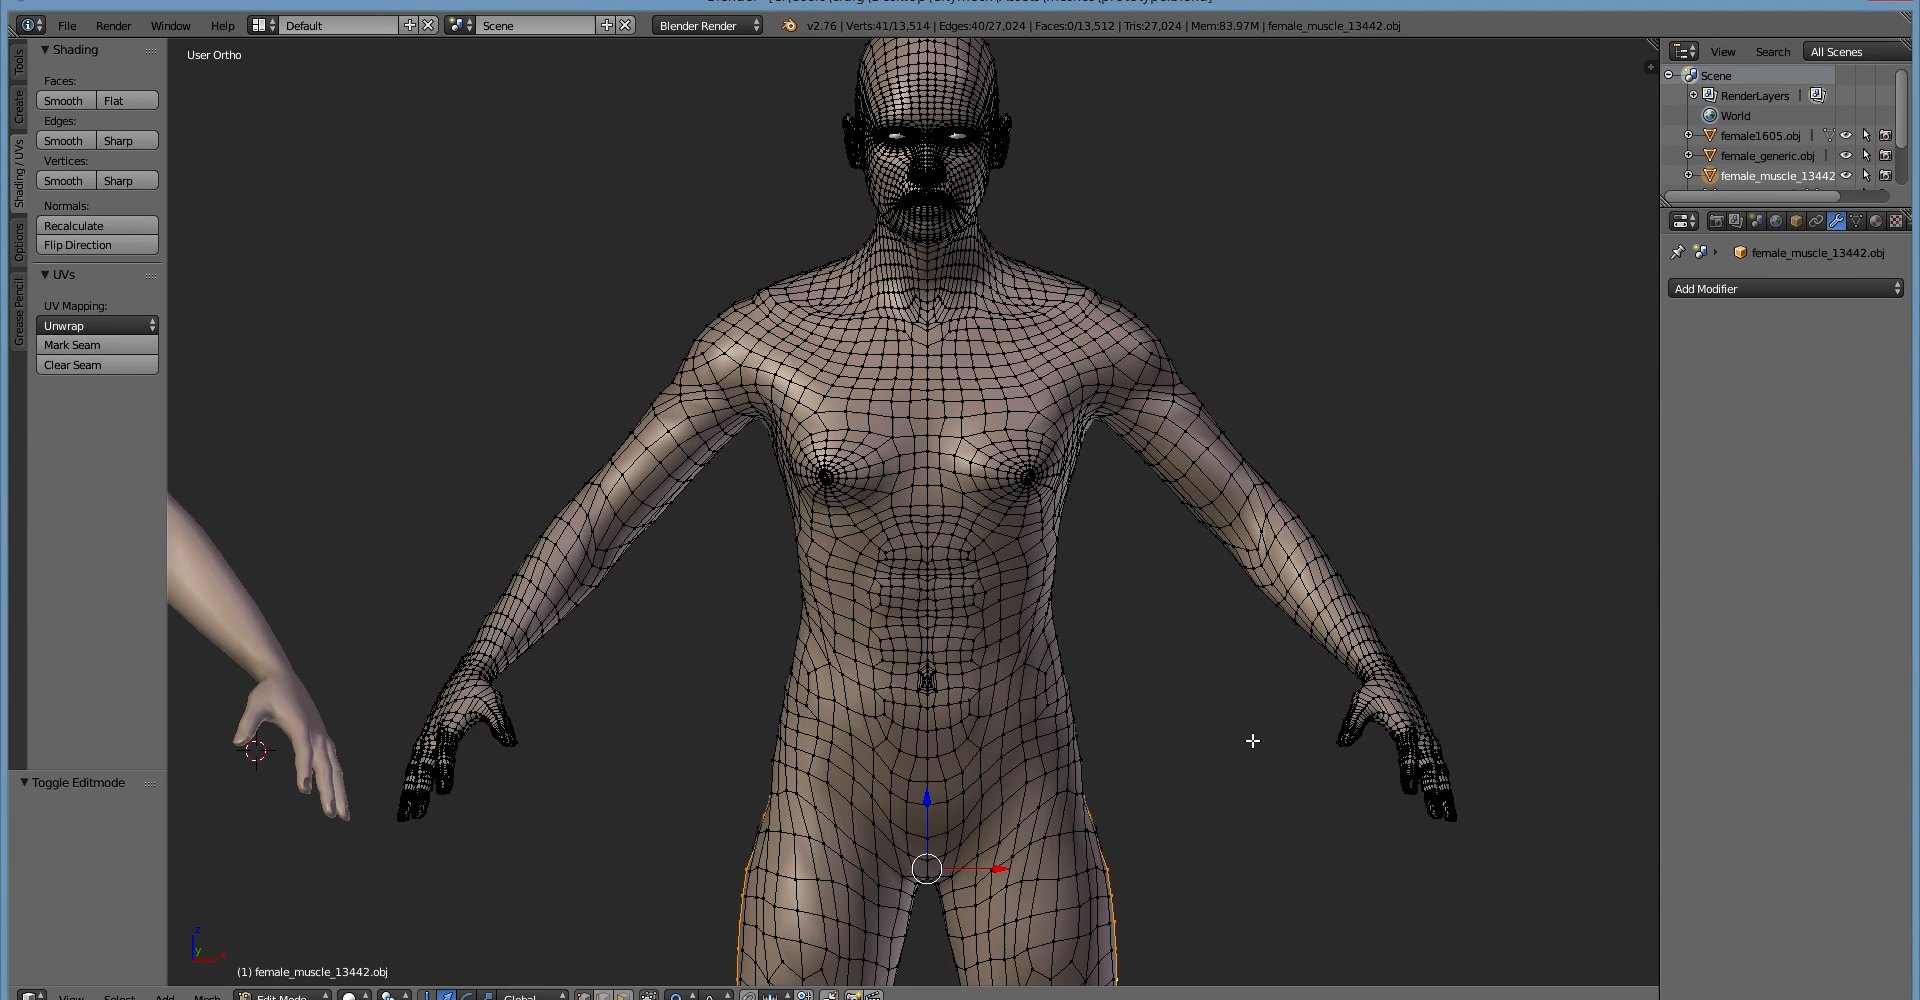 File Render Window Help Default Scene Blender Render v2.76 | Verts:41/13,514 | Edges:40/27,024 | Faces:0/13,512 | Tris:27,024 | Mem:83.97M | female_muscle_13442.obj
Tools
Create
Shading / UVs
Options
Grease Pencil
Shading
Faces:
Smooth Flat
Edges:
Smooth Sharp
Vertices:
Smooth Sharp
Normals:
Recalculate
Flip Direction
UVs
UV Mapping:
Unwrap
Mark Seam
Clear Seam
Toggle Editmode
User Ortho
z
y
x
(1) female_muscle_13442.obj
View Select Add Mesh Edit Mode Global
View Search All Scenes
Scene
RenderLayers |
World
female1605.obj |
female_generic.obj |
female_muscle_13442
female_muscle_13442.obj
Add Modifier